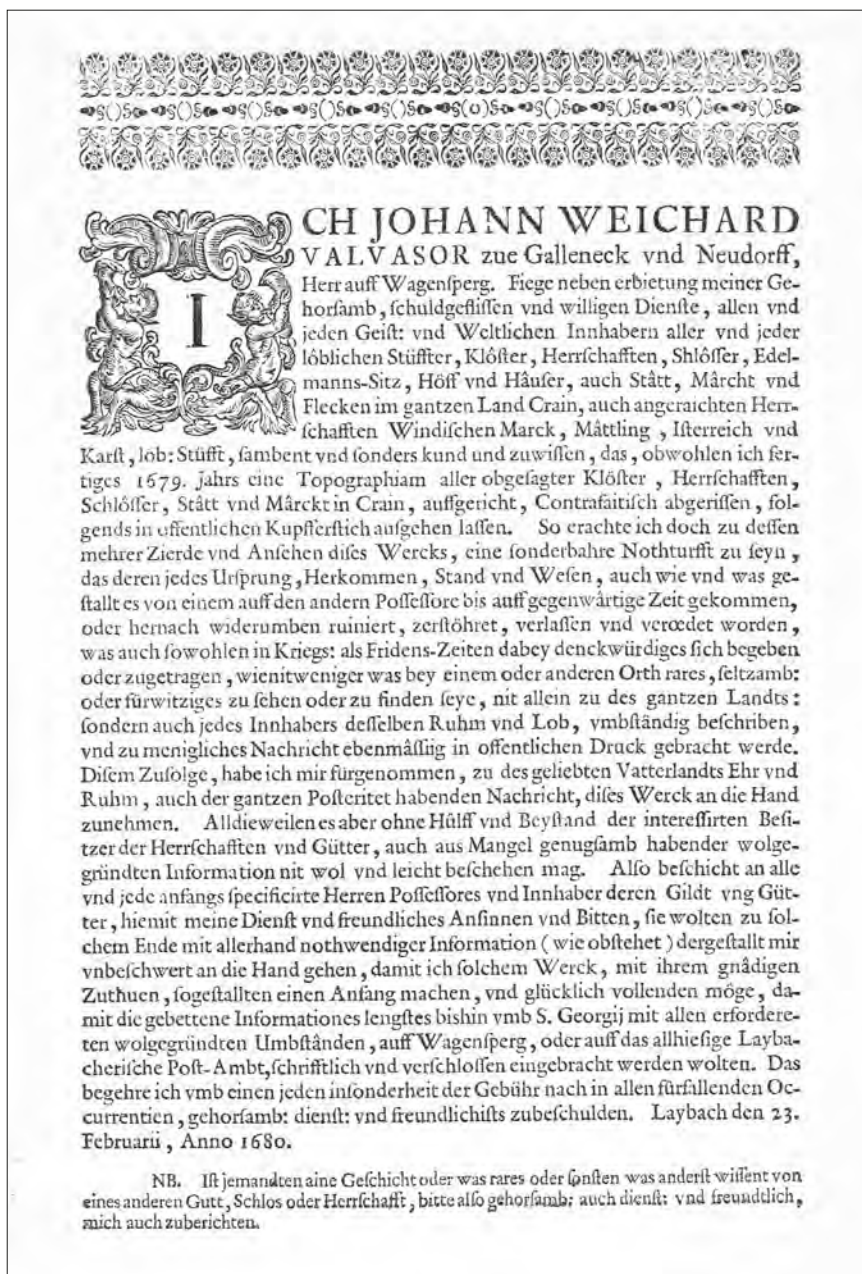 ICH JOHANN WEICHARD
VALVASOR zue Galleneck vnd Neudorff,
Herr auff Wagenſperg. Fiege neben erbietung meiner Ge-
horſamb, ſchuldgefliſſen vnd willigen Dienſte, allen vnd
jeden Geiſt: vnd Weltlichen Innhabern aller vnd jeder
lôblichen Stüffter, Klôſter, Herrſchafften, Shlôſſer, Edel-
manns-Sitz, Höff vnd Hâuſer, auch Stâtt, Mârcht vnd
Flecken im gantzen Land Crain, auch angeraichten Herr-
ſchafften Windiſchen Marck, Mâttling, Iſterreich vnd
Karſt, lôb: Stüfft, ſambent vnd ſonders kund und zuwiſſen, das, obwohlen ich fer-
tiges 1679. jahrs eine Topographiam aller obgeſagter Klôſter, Herrſchafften,
Schlôſſer, Stâtt vnd Mârckt in Crain, auffgericht, Contrafaitiſch abgeriſſen, fol-
gends in offentlichen Kupfferſtich auſgehen laſſen. So erachte ich doch zu deſſen
mehrer Zierde vnd Anſehen diſes Wercks, eine ſonderbahre Nothturfft zu ſeyn,
das deren jedes Urſprung, Herkommen, Stand vnd Weſen, auch wie vnd was ge-
ſtallt es von einem auff den andern Poſſeſſore bis auff gegenwârtige Zeit gekommen,
oder hernach widerumben ruiniert, zerſtöhret, verlaſſen vnd verœdet worden,
was auch ſowohlen in Kriegs: als Fridens-Zeiten dabey denckwürdiges ſich begeben
oder zugetragen, wienitweniger was bey einem oder anderen Orth rares, ſeltzamb:
oder fürwitziges zu ſehen oder zu finden ſeye, nit allein zu des gantzen Landts:
ſondern auch jedes Innhabers deſſelben Ruhm vnd Lob, vmbſtändig beſchriben,
vnd zu menigliches Nachricht ebenmâſſiig in offentlichen Druck gebracht werde.
Diſem Zufolge, habe ich mir fürgenommen, zu des geliebten Vatterlandts Ehr vnd
Ruhm, auch der gantzen Poſteritet habenden Nachricht, diſes Werck an die Hand
zunehmen. Alldieweilen es aber ohne Hülff vnd Beyſtand der intereſſirten Beſi-
tzer der Herrſchafften vnd Gütter, auch aus Mangel genugſamb habender wolge-
gründten Information nit wol vnd leicht beſchehen mag. Alſo beſchicht an alle
vnd jede anfangs ſpecificirte Herren Poſſeſſores vnd Innhaber deren Gildt vng Güt-
ter, hiemit meine Dienſt vnd freundliches Anſinnen vnd Bitten, ſie wolten zu ſol-
chem Ende mit allerhand nothwendiger Information (wie obſtehet) dergeſtallt mir
vnbeſchwert an die Hand gehen, damit ich ſolchem Werck, mit ihrem gnâdigen
Zuthuen, ſogeſtallten einen Anfang machen, vnd glücklich vollenden möge, da-
mit die gebettene Informationes lengſtes bishin vmb S. Georgij mit allen erfordere-
ten wolgegründten Umbſtânden, auff Wagenſperg, oder auff das allhieſige Layba-
cheriſche Poſt-Ambt, ſchrifftlich vnd verſchloſſen eingebracht werden wolten. Das
begehre ich vmb einen jeden inſonderheit der Gebühr nach in allen fürfallenden Oc-
currentien, gehorſamb: dienſt: vnd freundlichiſts zubeſchulden. Laybach den 23.
Februarii, Anno 1680.
NB. Iſt jemandten aine Geſchicht oder was rares oder ſonſten was anderſt wiſſent von
eines anderen Gutt, Schlos oder Herrſchafft, bitte alſo gehorſamb; auch dienſt: vnd freundtlich,
mich auch zuberichten.